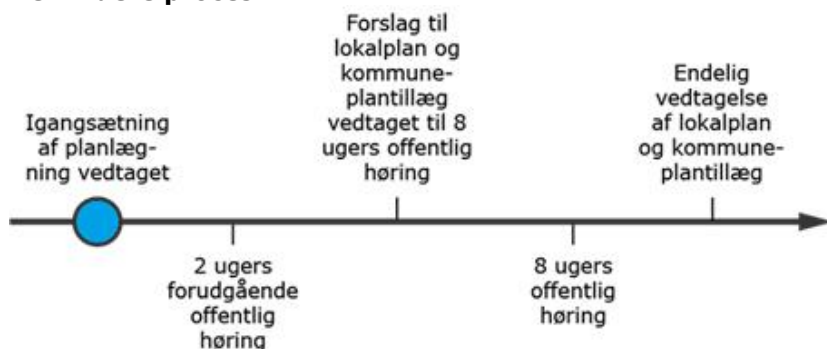 Igangsætning
af planlæg-
ning vedtaget
2 ugers
forudgående
offentlig
høring
Forslag til
lokalplan og
kommune-
plantillæg
vedtaget til 8
ugers offentlig
høring
8 ugers
offentlig
høring
Endelig
vedtagelse
af lokalplan
og kommune-
plantillæg